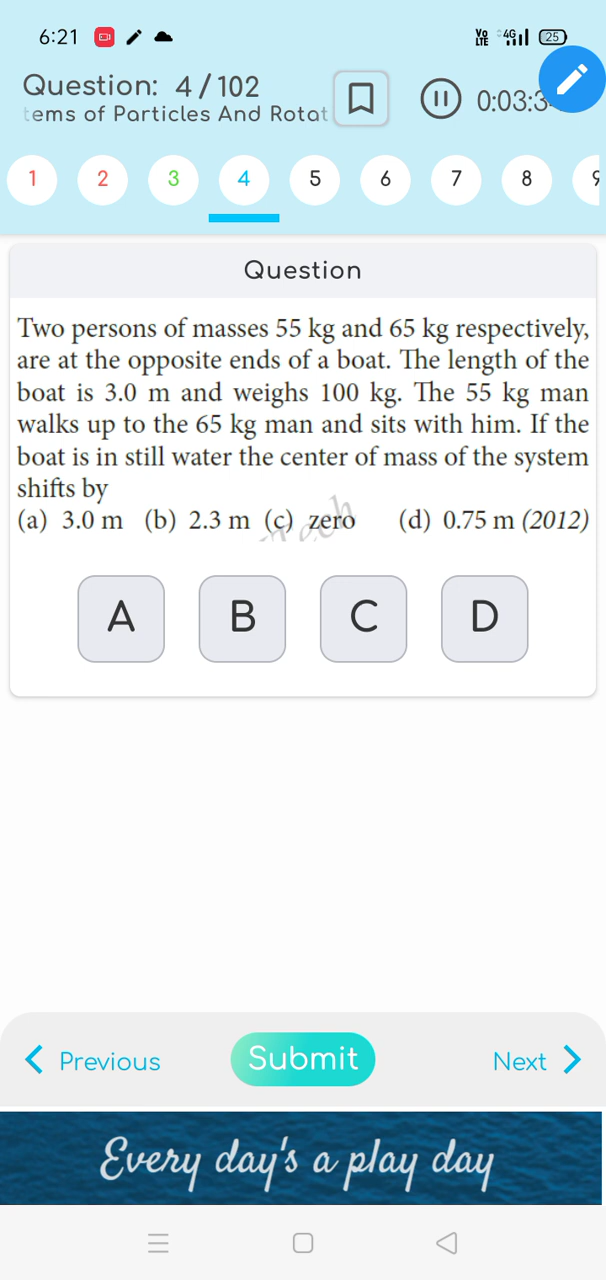 6:21
Vo LTE 4G 25
Question: 4/102
tems of Particles And Rotat
0:03:3
1 2 3 4 5 6 7 8
Question
Two persons of masses 55 kg and 65 kg respectively,
are at the opposite ends of a boat. The length of the
boat is 3.0 m and weighs 100 kg. The 55 kg man
walks up to the 65 kg man and sits with him. If the
boat is in still water the center of mass of the system
shifts by
(a) 3.0 m (b) 2.3 m (c) zero (d) 0.75 m (2012)
A B C D
Previous Submit Next
Every day's a play day